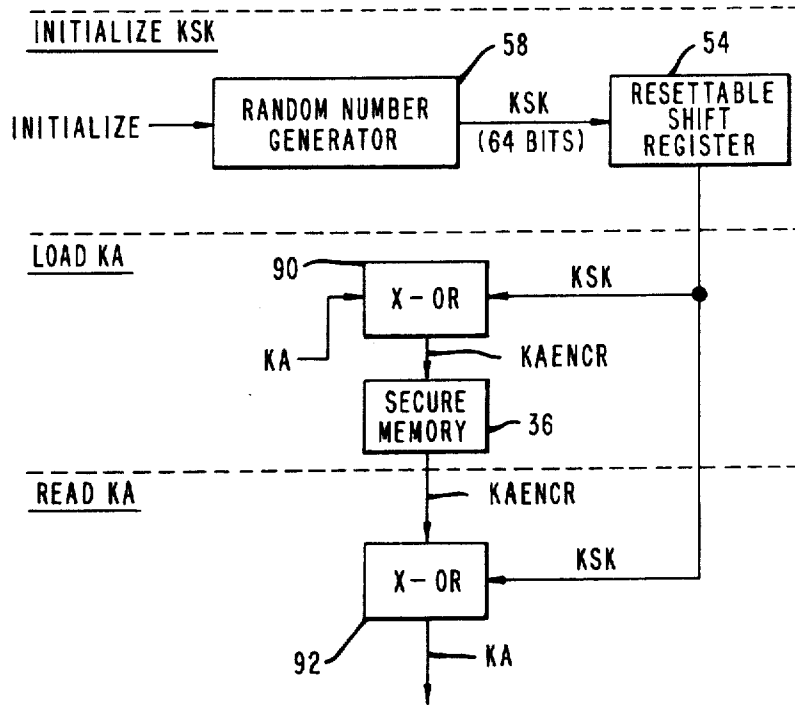 INITIALIZE KSK
58
54
INITIALIZE
RANDOM NUMBER
GENERATOR
KSK
(64 BITS)
RESETTABLE
SHIFT
REGISTER
LOAD KA
90
X-OR
KSK
KA
KAENCR
SECURE
MEMORY
36
READ KA
KAENCR
X-OR
KSK
92
KA